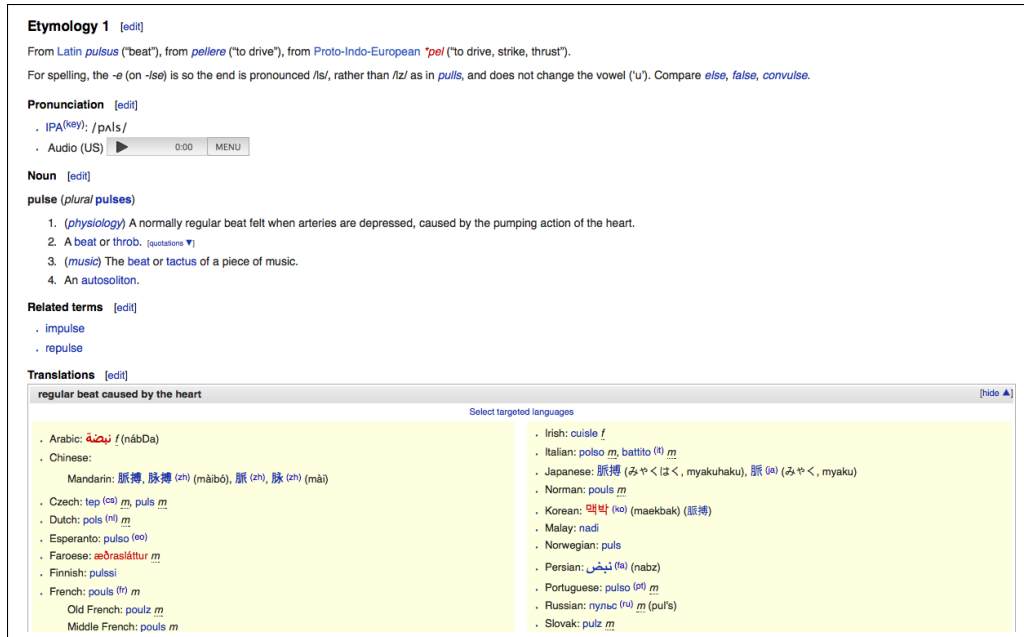 Etymology 1 [edit]
From Latin pulsus (“beat”), from pellere (“to drive”), from Proto-Indo-European *pel (“to drive, strike, thrust”).
For spelling, the -e (on -lse) is so the end is pronounced /ls/, rather than /lz/ as in pulls, and does not change the vowel (‘u’). Compare else, false, convulse.
Pronunciation [edit]
IPA(key): /pʌls/
Audio (US) 0:00 MENU
Noun [edit]
pulse (plural pulses)
1. (physiology) A normally regular beat felt when arteries are depressed, caused by the pumping action of the heart.
2. A beat or throb. [quotations ▼]
3. (music) The beat or tactus of a piece of music.
4. An autosoliton.
Related terms [edit]
impulse
repulse
Translations [edit]
regular beat caused by the heart [hide ▲]
Select targeted languages
Arabic: نبضة f (nábDa)
Chinese:
Mandarin: 脈搏, 脉搏 (zh) (màibó), 脈 (zh), 脉 (zh) (mài)
Czech: tep (cs) m, puls m
Dutch: pols (nl) m
Esperanto: pulso (eo)
Faroese: æðrasláttur m
Finnish: pulssi
French: pouls (fr) m
Old French: poulz m
Middle French: pouls m
Irish: cuisle f
Italian: polso m, battito (it) m
Japanese: 脈搏 (みゃくはく, myakuhaku), 脈 (ja) (みゃく, myaku)
Norman: pouls m
Korean: 맥박 (ko) (maekbak) (脈搏)
Malay: nadi
Norwegian: puls
Persian: نبض (fa) (nabz)
Portuguese: pulso (pt) m
Russian: пульс (ru) m (pulʹs)
Slovak: pulz m